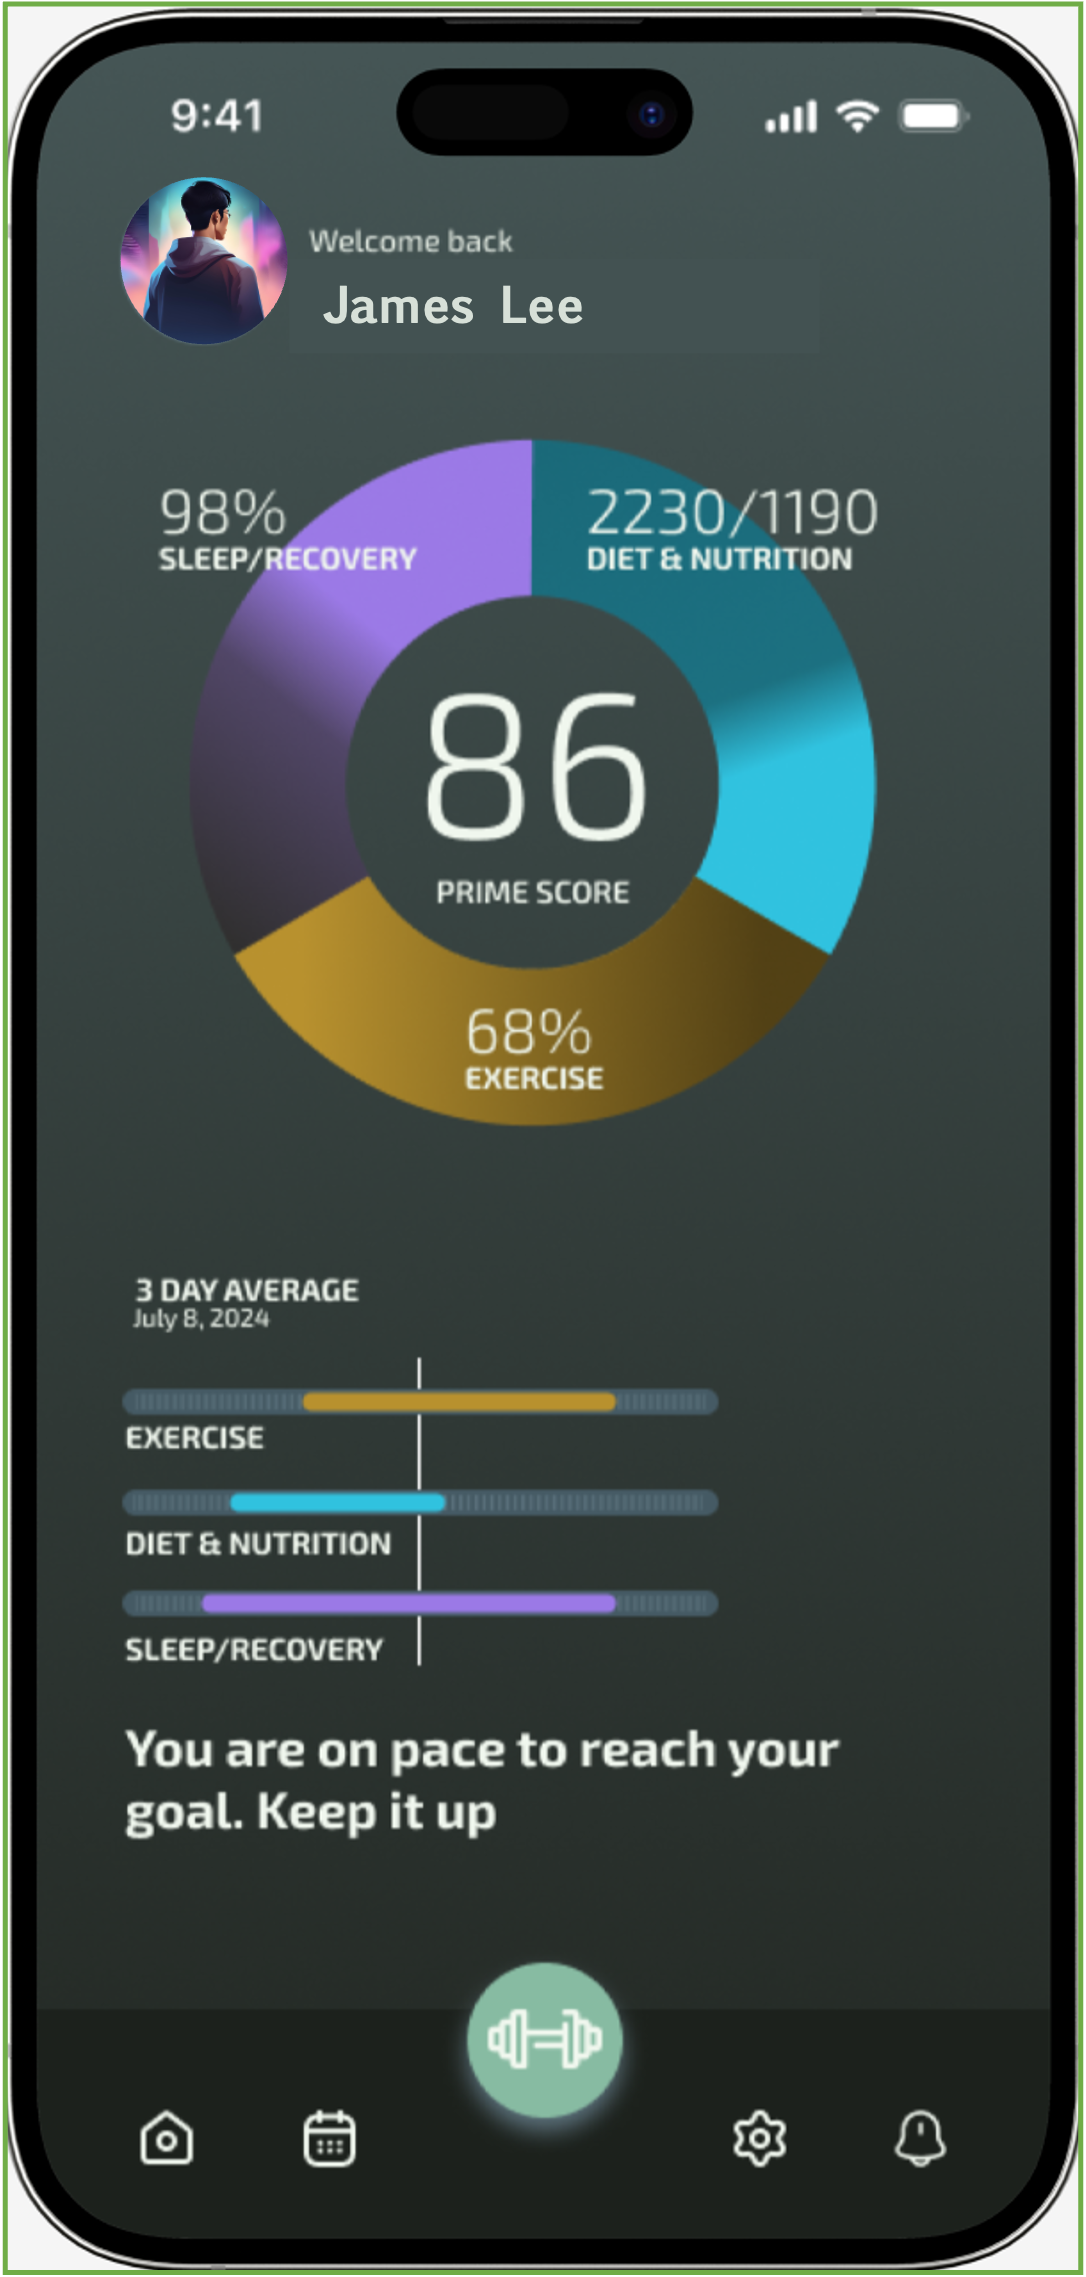 9:41
Welcome back
James Lee
98%
SLEEP/RECOVERY
2230/1190
DIET & NUTRITION
86
PRIME SCORE
68%
EXERCISE
3 DAY AVERAGE
July 8, 2024
EXERCISE
DIET & NUTRITION
SLEEP/RECOVERY
You are on pace to reach your
goal. Keep it up